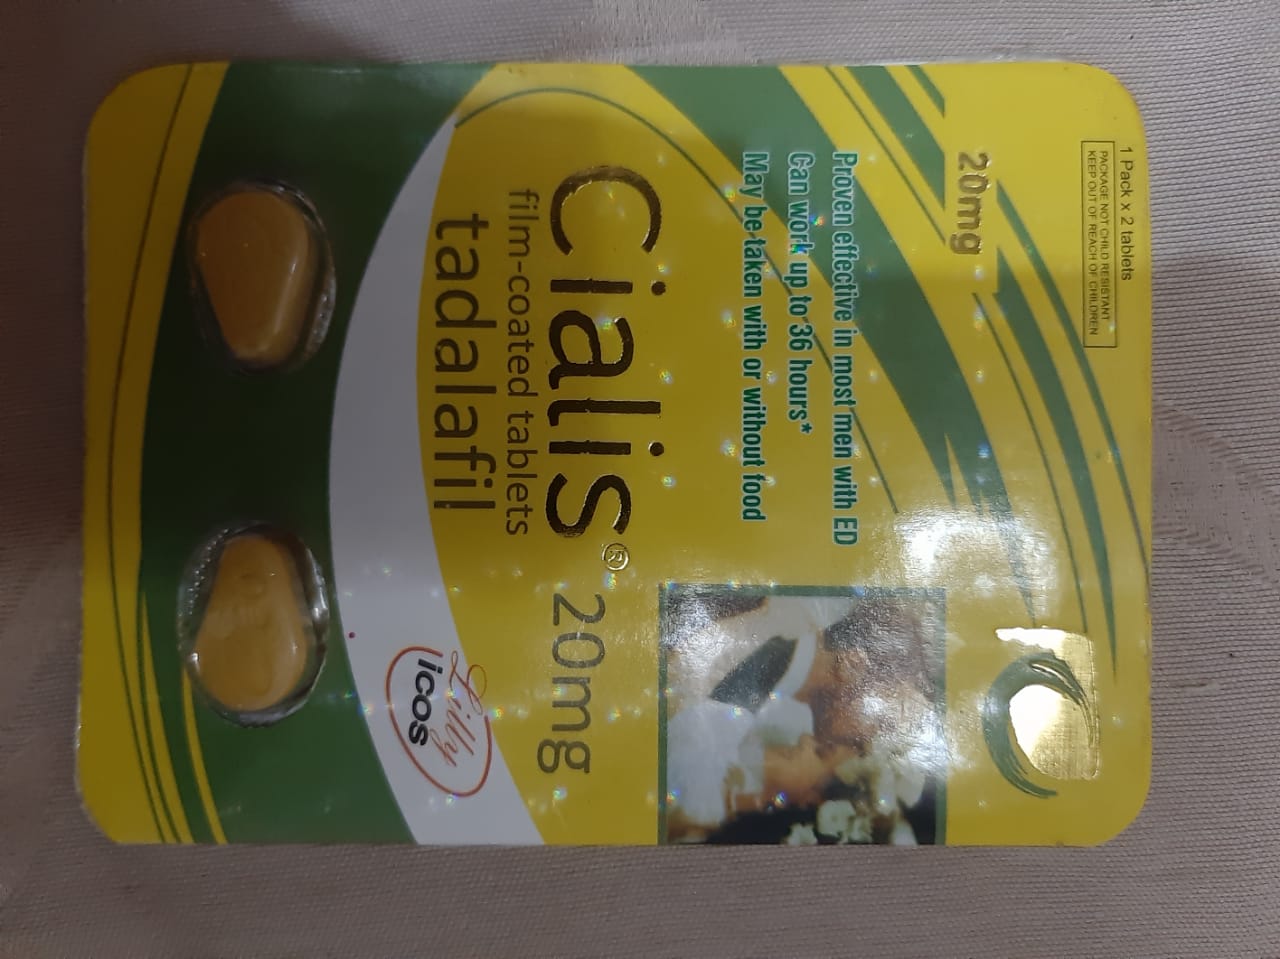 1 Pack x 2 tablets
PACKAGE NOT CHILD RESISTANT
KEEP OUT OF REACH OF CHILDREN
20mg
Proven effective in most men with ED
Can work up to 36 hours*
May be taken with or without food
Cialis® 20mg
film-coated tablets
tadalafil
Lilly
icos